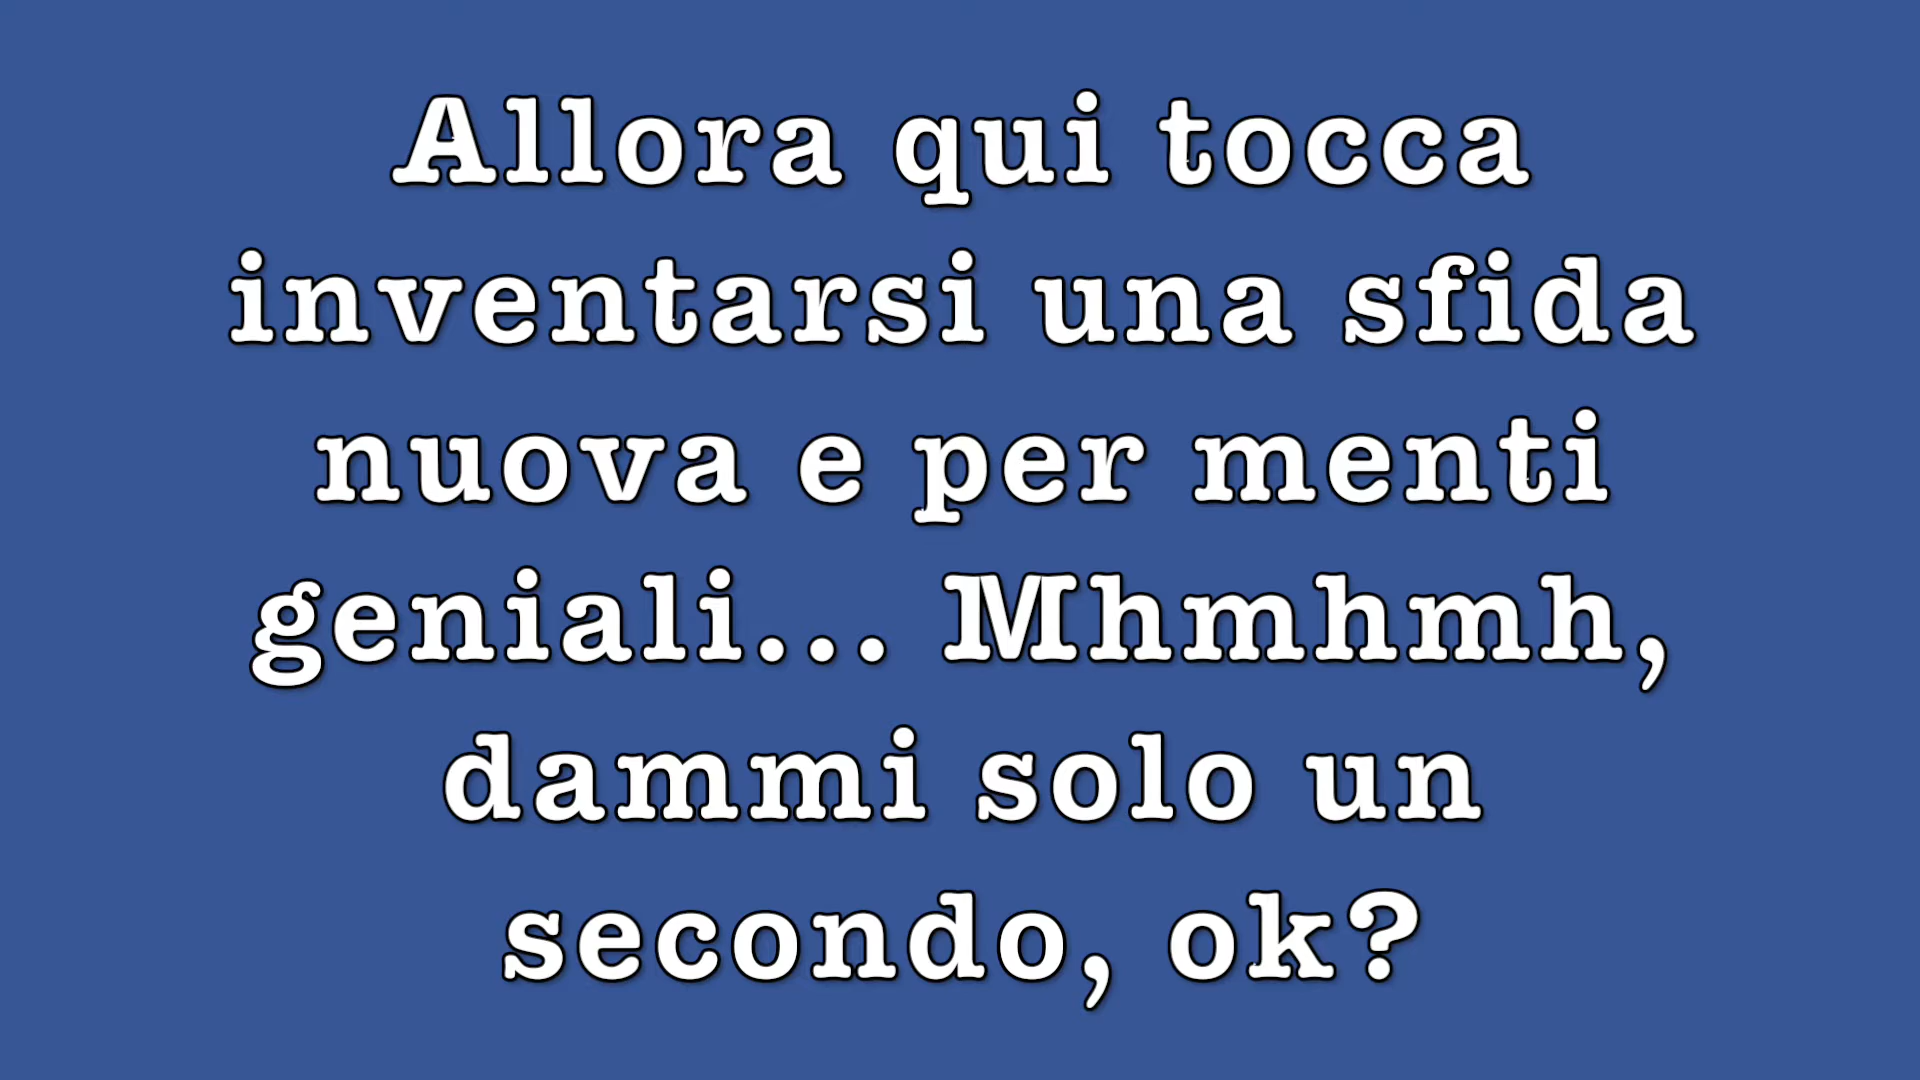 Allora qui tocca
inventarsi una sfida
nuova e per menti
geniali... Mhmhmh,
dammi solo un
secondo, ok?